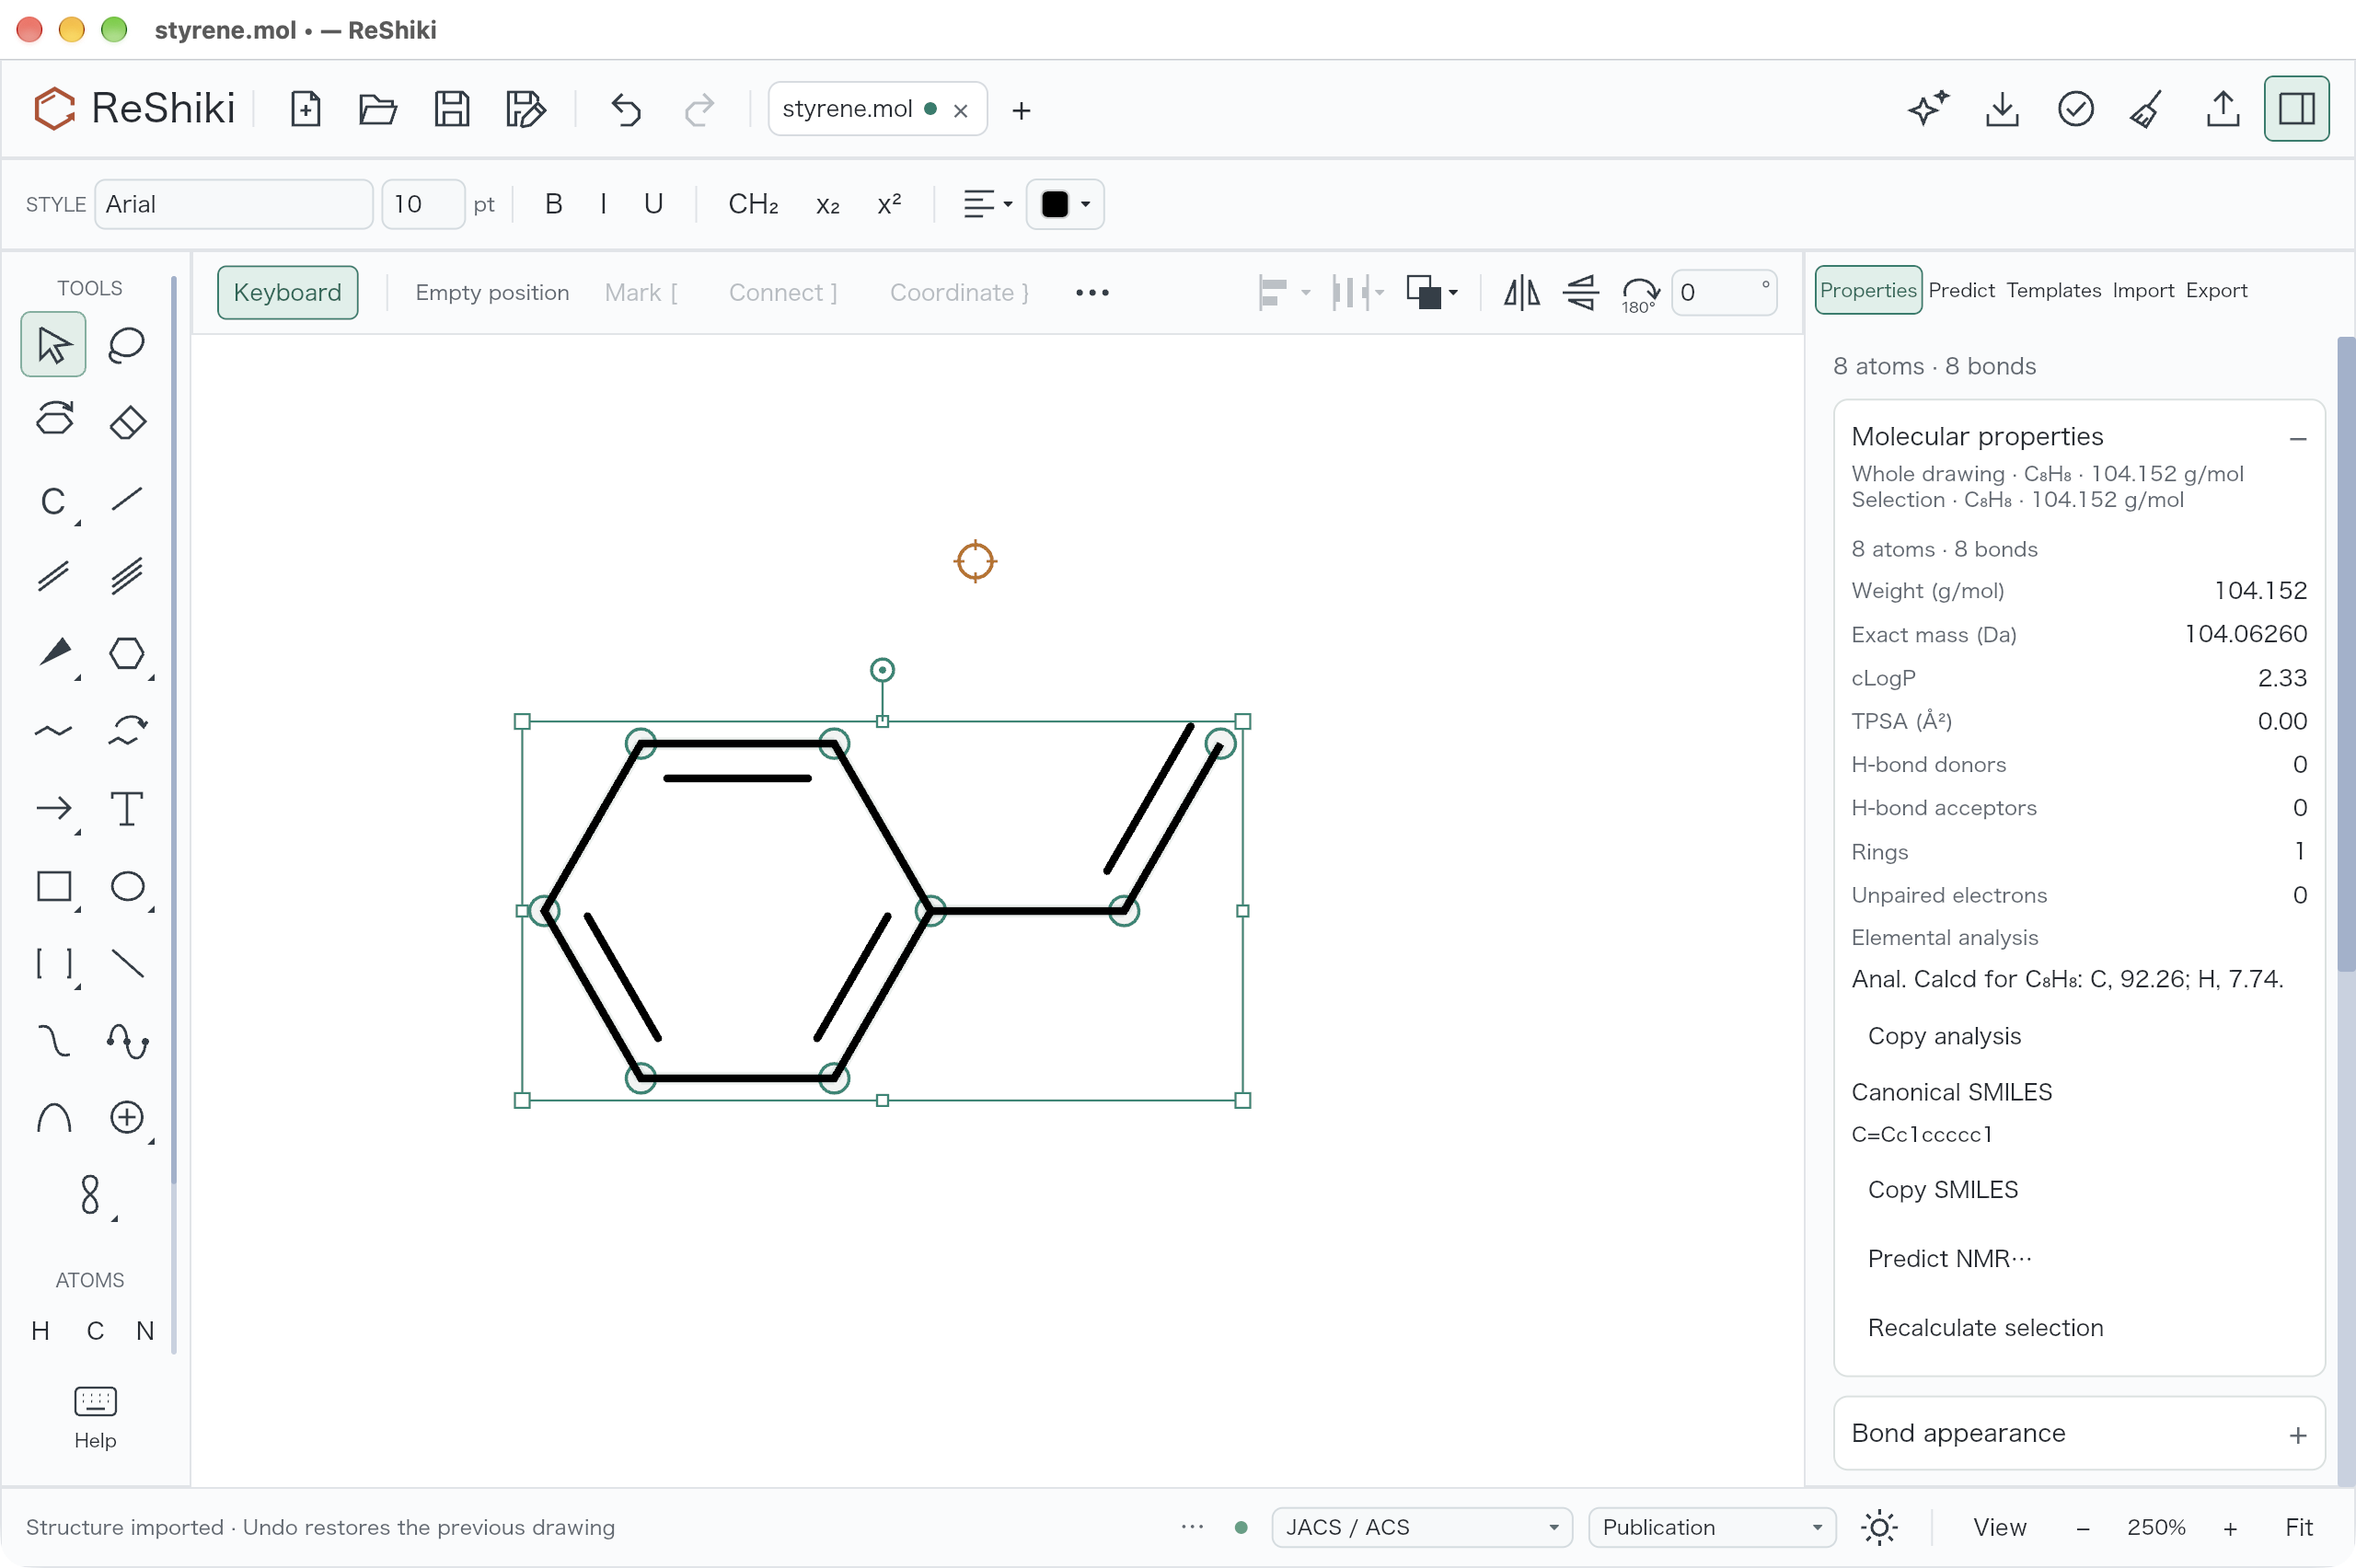 styrene.mol • — ReShiki
ReShiki
styrene.mol ● × +
STYLE Arial 10 pt B I U CH₂ x₂ x²
TOOLS
Keyboard Empty position Mark [ Connect ] Coordinate } ••• 180° 0 °
Properties Predict Templates Import Export
C
T
[ ]
ATOMS
H C N
Help
8 atoms · 8 bonds
Molecular properties −
Whole drawing · C₈H₈ · 104.152 g/mol
Selection · C₈H₈ · 104.152 g/mol
8 atoms · 8 bonds
Weight (g/mol) 104.152
Exact mass (Da) 104.06260
cLogP 2.33
TPSA (Å²) 0.00
H-bond donors 0
H-bond acceptors 0
Rings 1
Unpaired electrons 0
Elemental analysis
Anal. Calcd for C₈H₈: C, 92.26; H, 7.74.
Copy analysis
Canonical SMILES
C=Cc1ccccc1
Copy SMILES
Predict NMR···
Recalculate selection
Bond appearance +
Structure imported · Undo restores the previous drawing ··· JACS / ACS Publication View − 250% + Fit